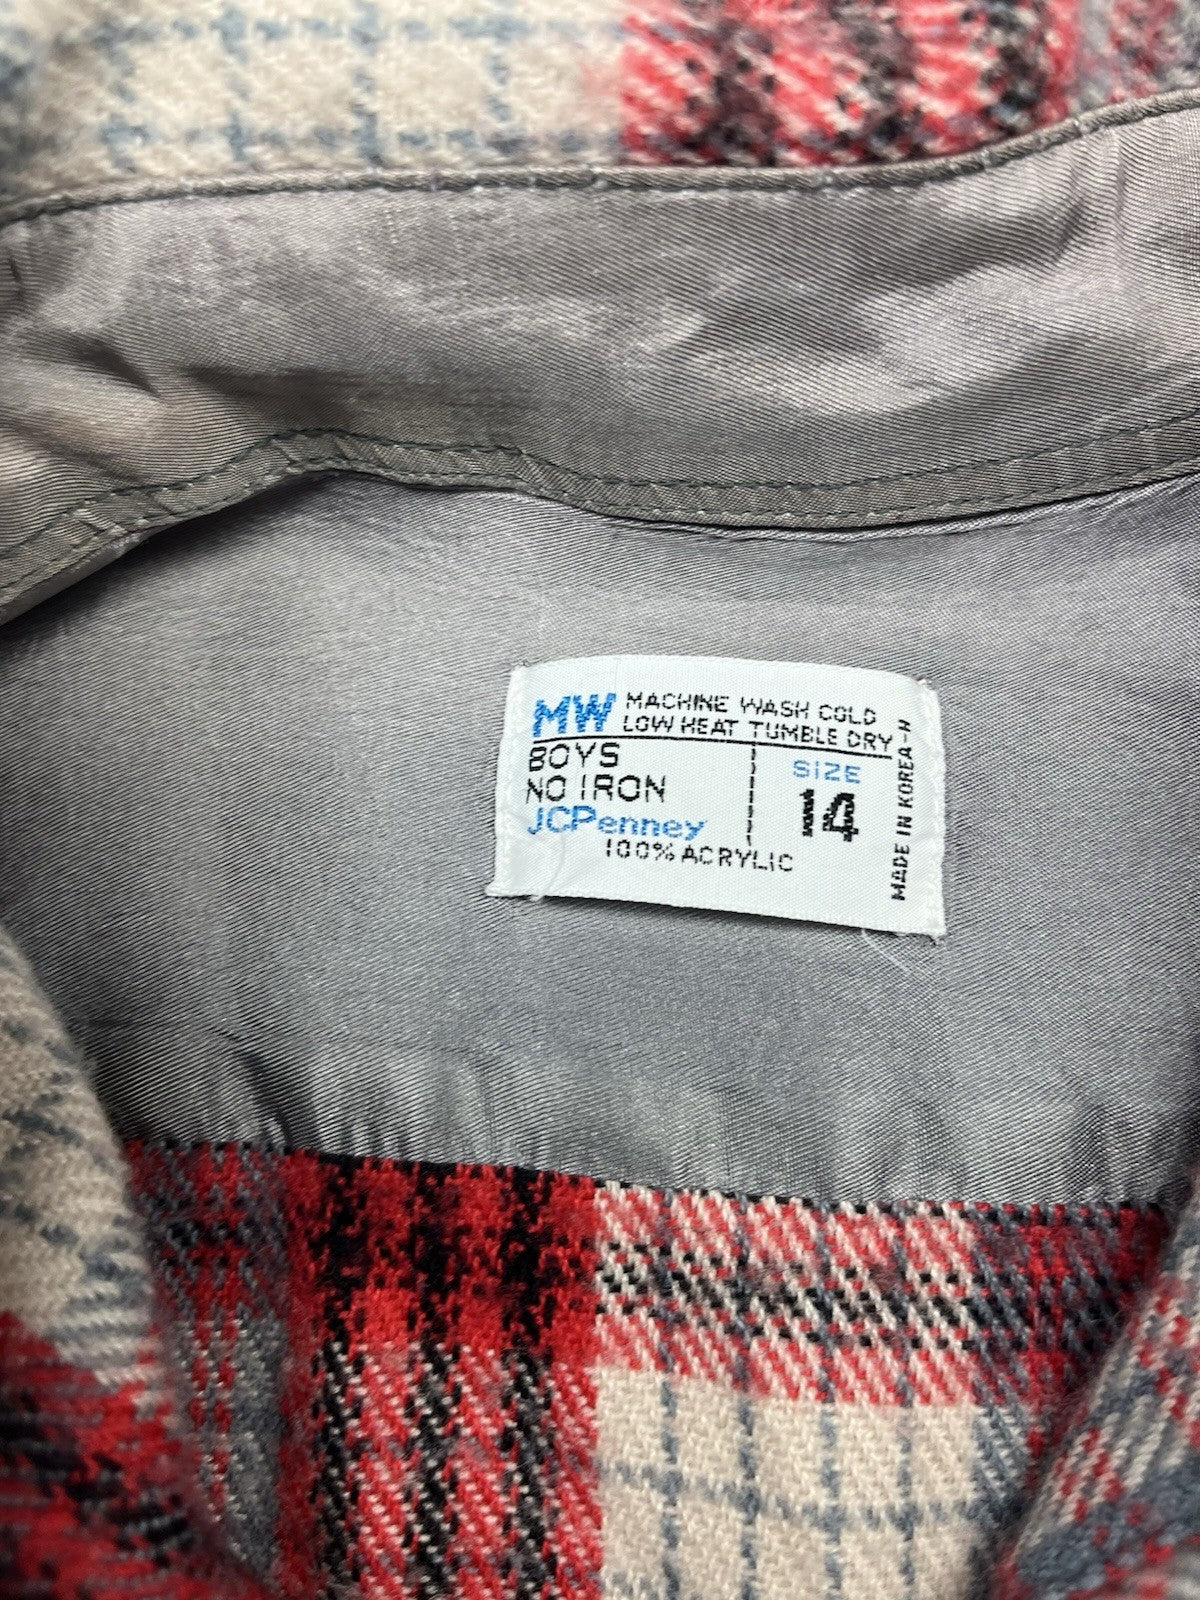 MW MACHINE WASH COLD
LOW HEAT TUMBLE DRY
BOYS
NO IRON
JCPenney
100% ACRYLIC
SIZE
14
MADE IN KOREA-H